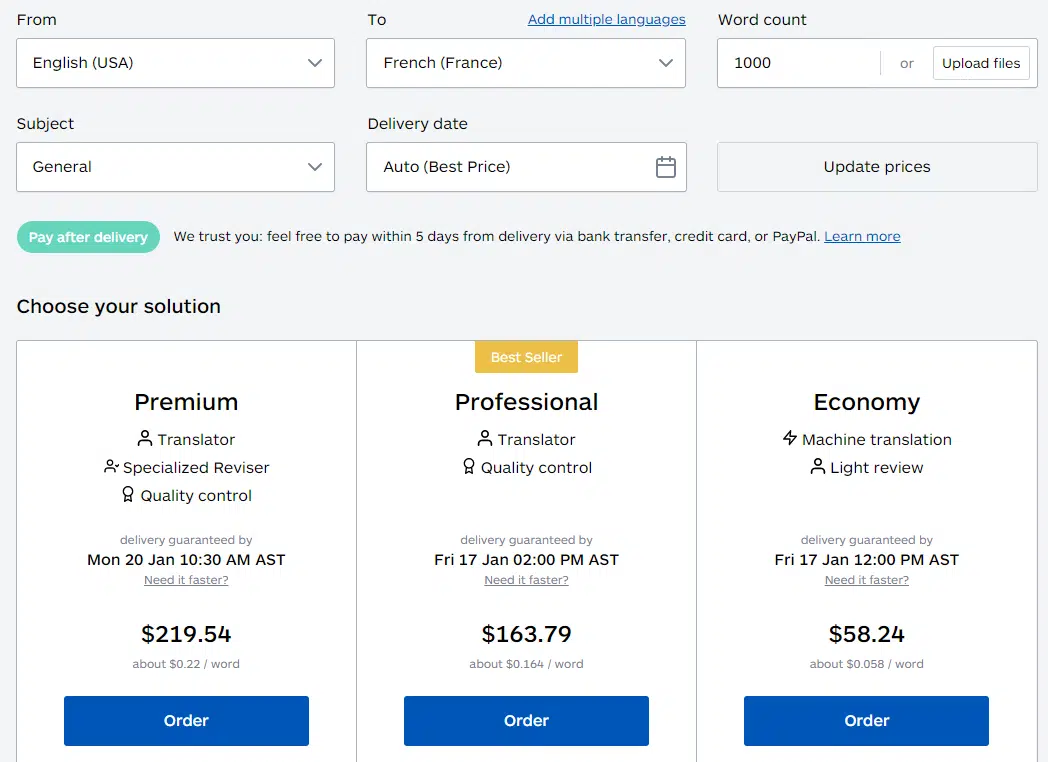 From
To
Add multiple languages
Word count
English (USA)
French (France)
1000
or
Upload files
Subject
Delivery date
General
Auto (Best Price)
Update prices
Pay after delivery
We trust you: feel free to pay within 5 days from delivery via bank transfer, credit card, or PayPal. Learn more
Choose your solution
Premium
Translator
Specialized Reviser
Quality control
delivery guaranteed by
Mon 20 Jan 10:30 AM AST
Need it faster?
$219.54
about $0.22 / word
Order
Best Seller
Professional
Translator
Quality control
delivery guaranteed by
Fri 17 Jan 02:00 PM AST
Need it faster?
$163.79
about $0.164 / word
Order
Economy
Machine translation
Light review
delivery guaranteed by
Fri 17 Jan 12:00 PM AST
Need it faster?
$58.24
about $0.058 / word
Order